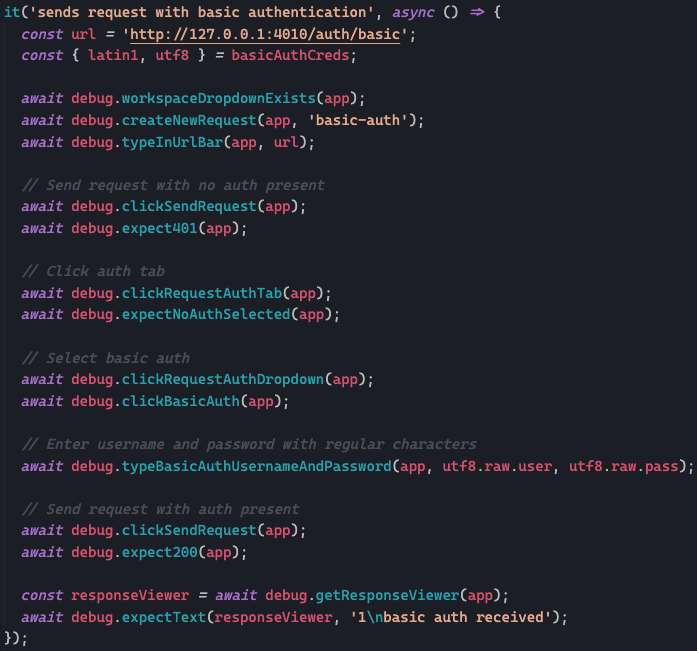 it('sends request with basic authentication', async () => {
  const url = 'http://127.0.0.1:4010/auth/basic';
  const { latin1, utf8 } = basicAuthCreds;

  await debug.workspaceDropdownExists(app);
  await debug.createNewRequest(app, 'basic-auth');
  await debug.typeInUrlBar(app, url);

  // Send request with no auth present
  await debug.clickSendRequest(app);
  await debug.expect401(app);

  // Click auth tab
  await debug.clickRequestAuthTab(app);
  await debug.expectNoAuthSelected(app);

  // Select basic auth
  await debug.clickRequestAuthDropdown(app);
  await debug.clickBasicAuth(app);

  // Enter username and password with regular characters
  await debug.typeBasicAuthUsernameAndPassword(app, utf8.raw.user, utf8.raw.pass);

  // Send request with auth present
  await debug.clickSendRequest(app);
  await debug.expect200(app);

  const responseViewer = await debug.getResponseViewer(app);
  await debug.expectText(responseViewer, '1\nbasic auth received');
});